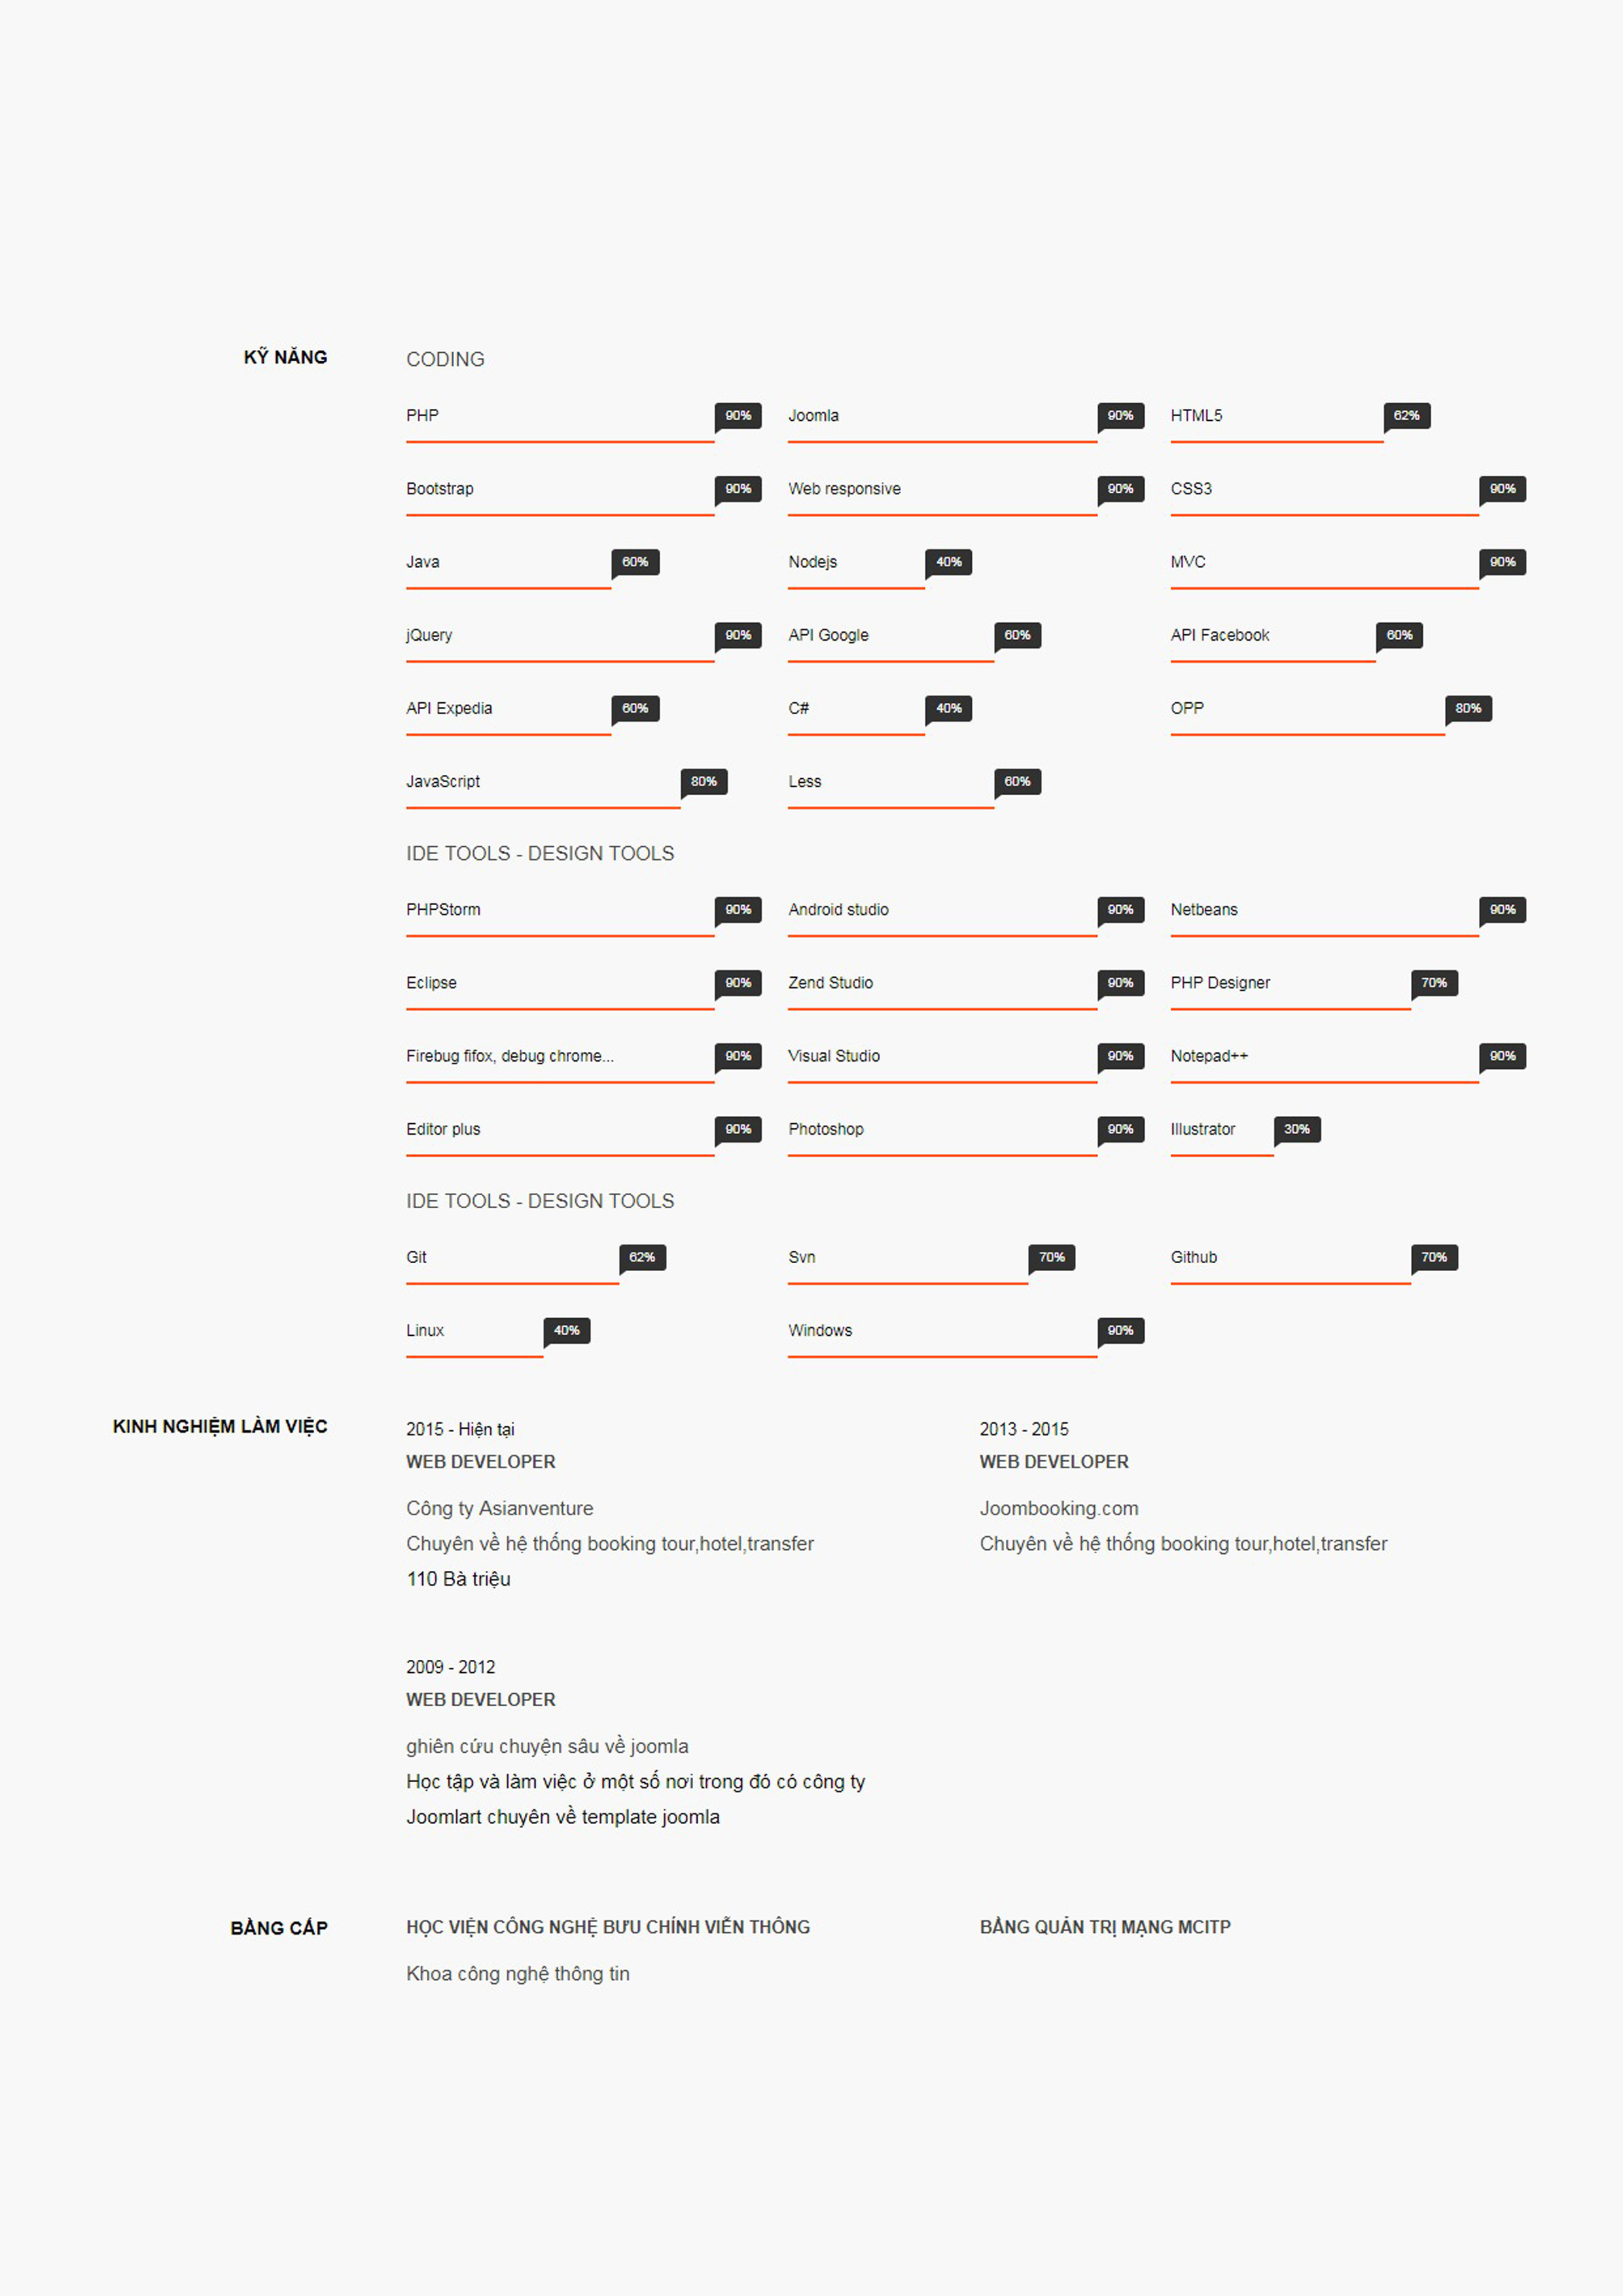 KỸ NĂNG
CODING
PHP 90% Joomla 90% HTML5 62%
Bootstrap 90% Web responsive 90% CSS3 90%
Java 60% Nodejs 40% MVC 90%
jQuery 90% API Google 60% API Facebook 60%
API Expedia 60% C# 40% OPP 80%
JavaScript 80% Less 60%
IDE TOOLS - DESIGN TOOLS
PHPStorm 90% Android studio 90% Netbeans 90%
Eclipse 90% Zend Studio 90% PHP Designer 70%
Firebug fifox, debug chrome... 90% Visual Studio 90% Notepad++ 90%
Editor plus 90% Photoshop 90% Illustrator 30%
IDE TOOLS - DESIGN TOOLS
Git 62% Svn 70% Github 70%
Linux 40% Windows 90%
KINH NGHIỆM LÀM VIỆC
2015 - Hiện tại
WEB DEVELOPER
Công ty Asianventure
Chuyên về hệ thống booking tour,hotel,transfer
110 Bà triệu
2013 - 2015
WEB DEVELOPER
Joombooking.com
Chuyên về hệ thống booking tour,hotel,transfer
2009 - 2012
WEB DEVELOPER
ghiên cứu chuyện sâu về joomla
Học tập và làm việc ở một số nơi trong đó có công ty
Joomlart chuyên về template joomla
BẰNG CẤP
HỌC VIỆN CÔNG NGHỆ BƯU CHÍNH VIỄN THÔNG
Khoa công nghệ thông tin
BẰNG QUẢN TRỊ MẠNG MCITP